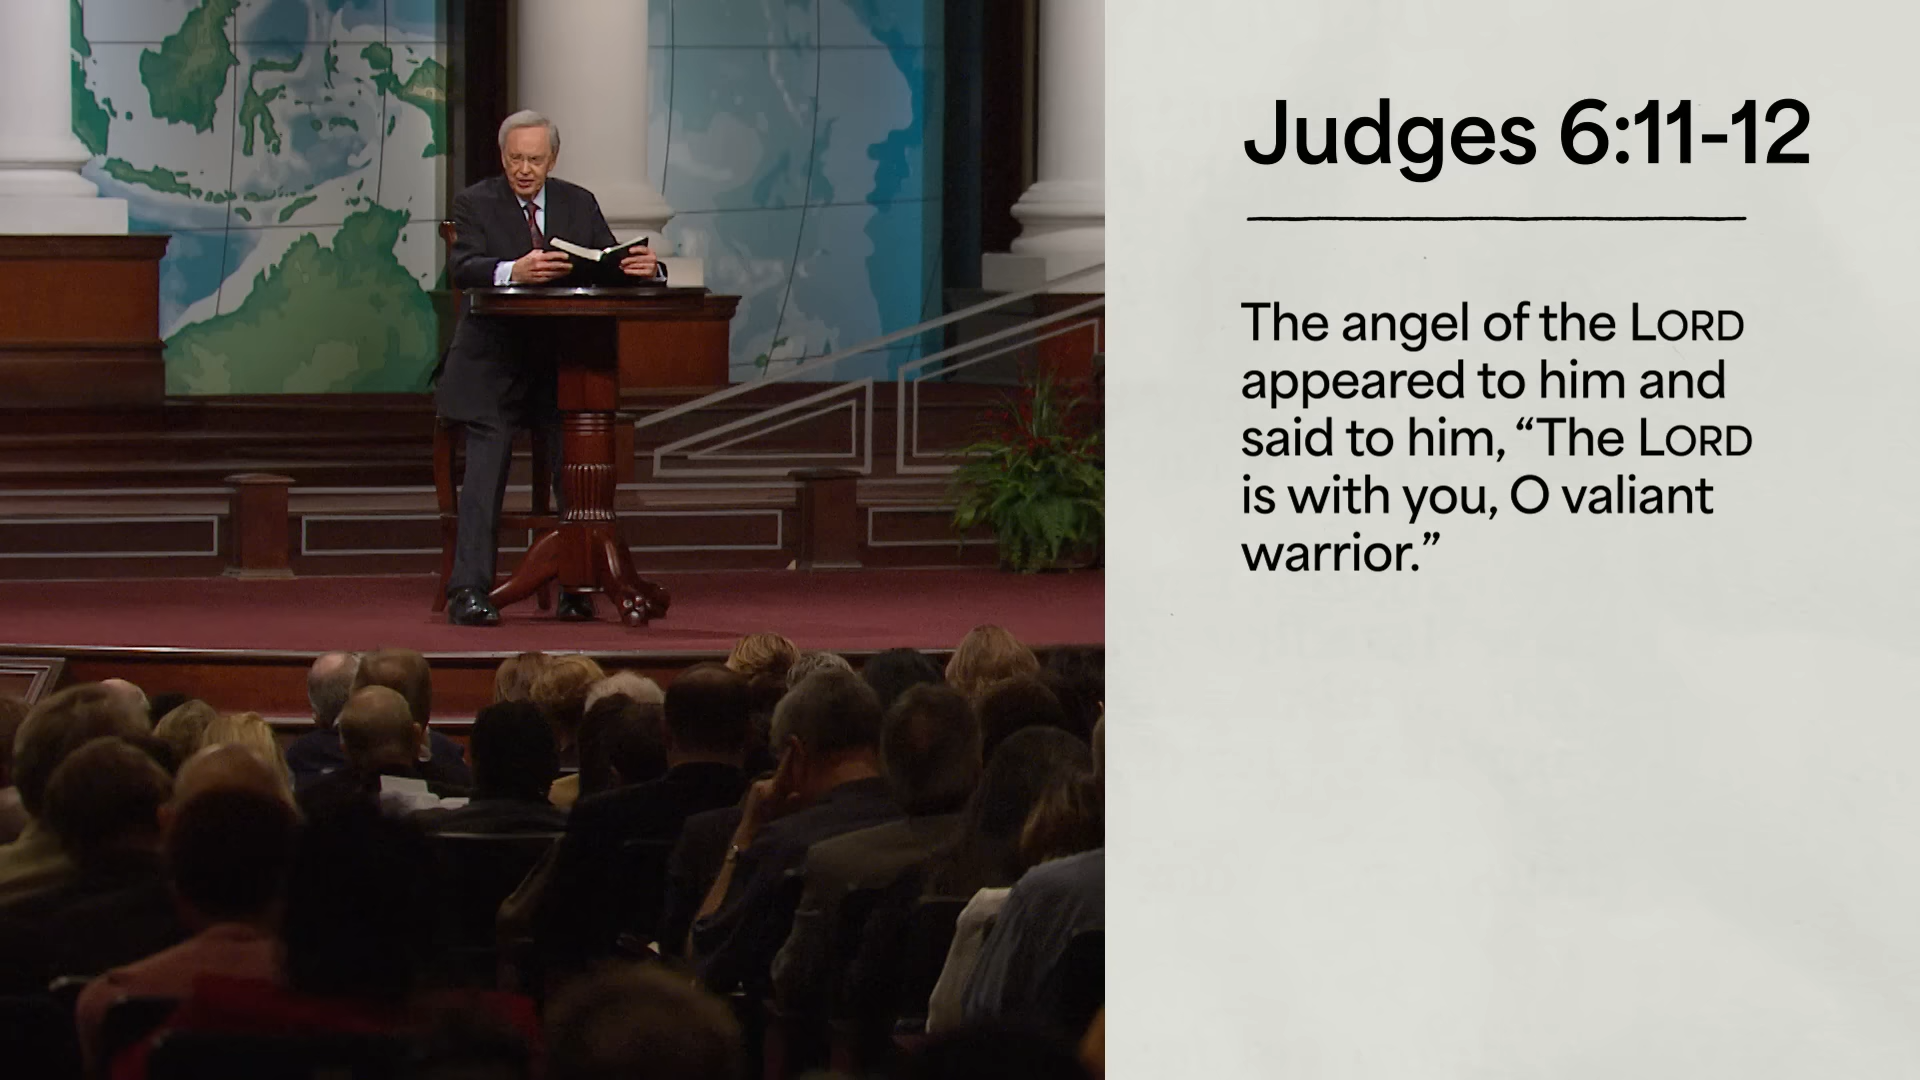 Judges 6:11-12
The angel of the LORD
appeared to him and
said to him, “The LORD
is with you, O valiant
warrior.”